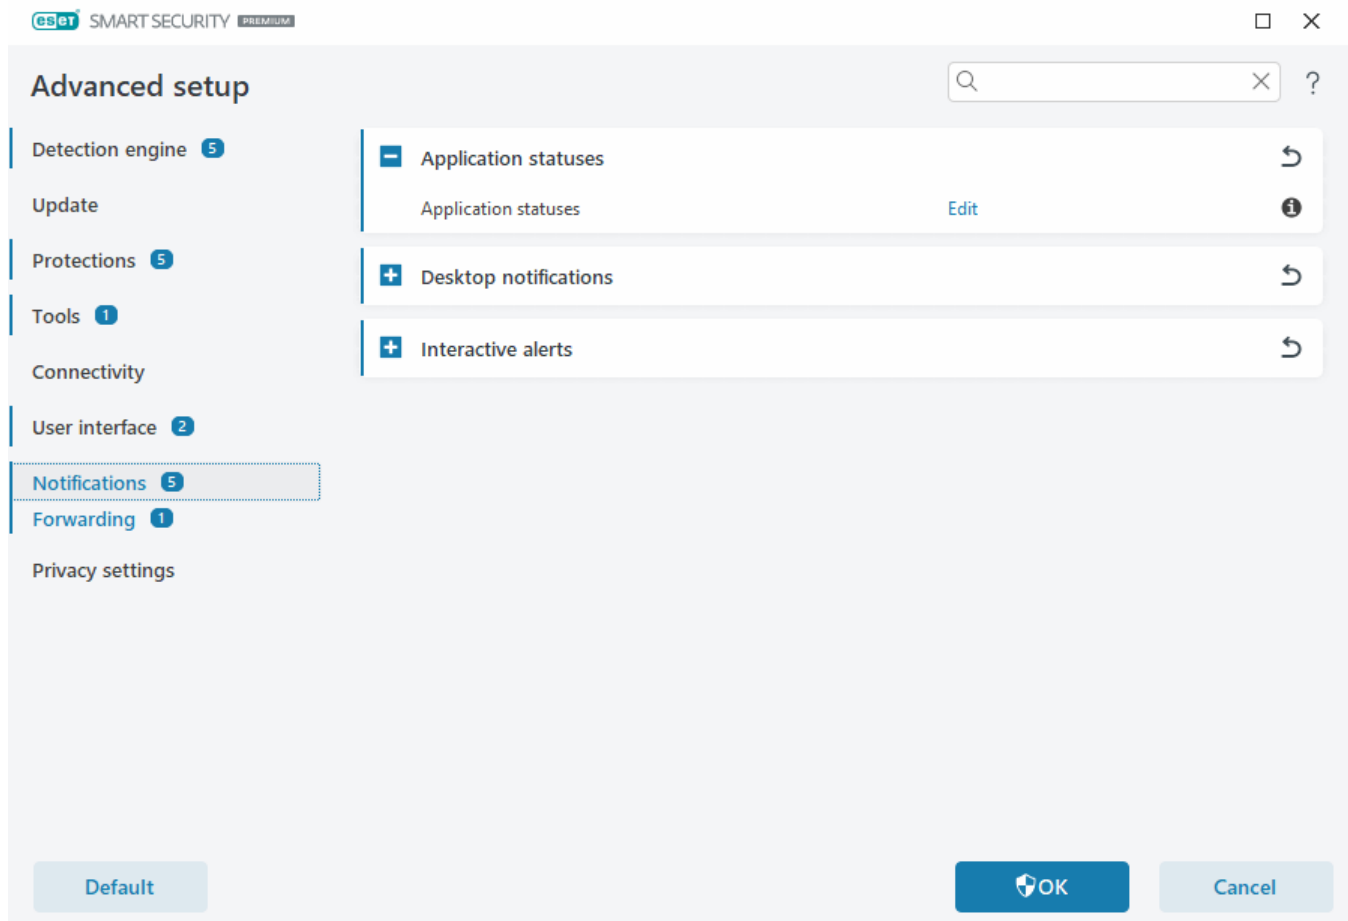 eset SMART SECURITY PREMIUM
Advanced setup
?
Detection engine 5
Update
Protections 5
Tools 1
Connectivity
User interface 2
Notifications 5
Forwarding 1
Privacy settings
Application statuses
Application statuses Edit
Desktop notifications
Interactive alerts
Default
OK
Cancel